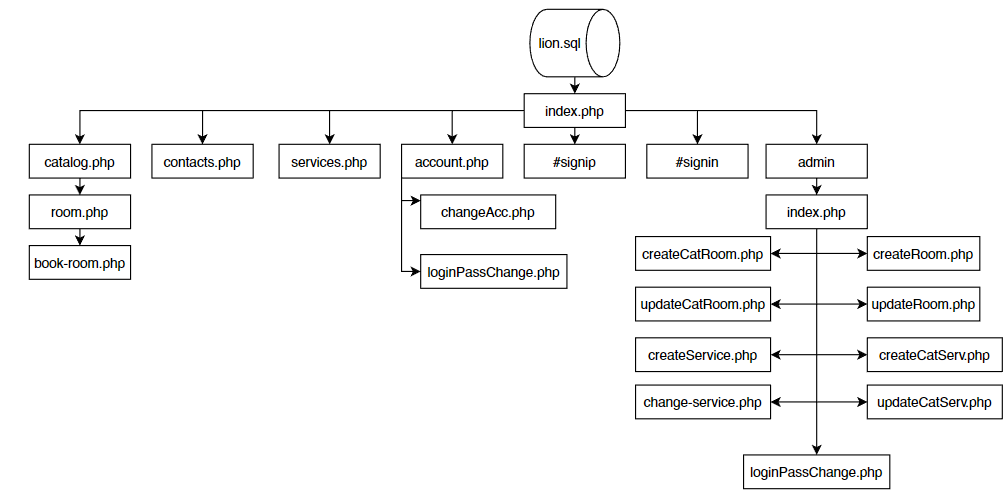 lion.sql
index.php
catalog.php
contacts.php
services.php
account.php
#signip
#signin
admin
room.php
changeAcc.php
index.php
book-room.php
loginPassChange.php
createCatRoom.php
createRoom.php
updateCatRoom.php
updateRoom.php
createService.php
createCatServ.php
change-service.php
updateCatServ.php
loginPassChange.php